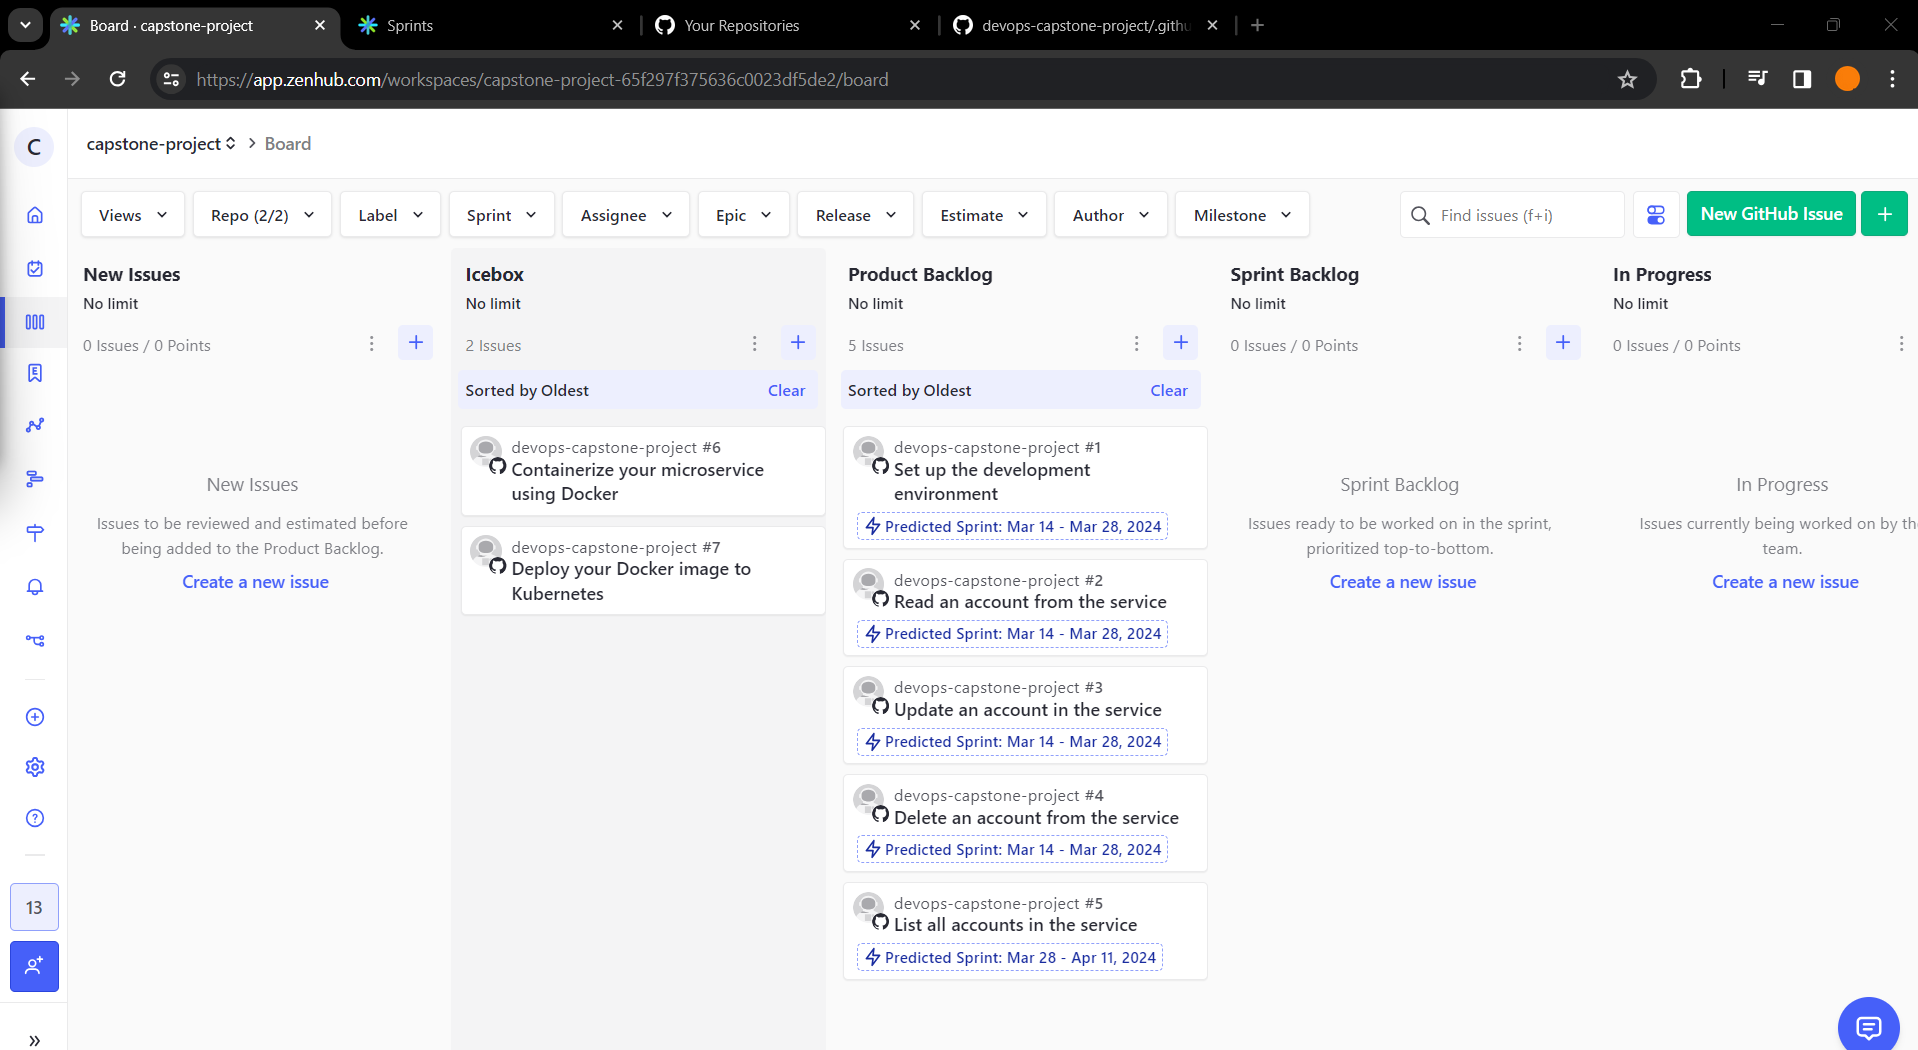 Board · capstone-project
Sprints
Your Repositories
devops-capstone-project/.githu
https://app.zenhub.com/workspaces/capstone-project-65f297f375636c0023df5de2/board
C
capstone-project
Board
Views
Repo (2/2)
Label
Sprint
Assignee
Epic
Release
Estimate
Author
Milestone
Find issues (f+i)
New GitHub Issue
New Issues
No limit
0 Issues / 0 Points
New Issues
Issues to be reviewed and estimated before
being added to the Product Backlog.
Create a new issue
Icebox
No limit
2 Issues
Sorted by Oldest
Clear
devops-capstone-project #6
Containerize your microservice
using Docker
devops-capstone-project #7
Deploy your Docker image to
Kubernetes
Product Backlog
No limit
5 Issues
Sorted by Oldest
Clear
devops-capstone-project #1
Set up the development
environment
Predicted Sprint: Mar 14 - Mar 28, 2024
devops-capstone-project #2
Read an account from the service
Predicted Sprint: Mar 14 - Mar 28, 2024
devops-capstone-project #3
Update an account in the service
Predicted Sprint: Mar 14 - Mar 28, 2024
devops-capstone-project #4
Delete an account from the service
Predicted Sprint: Mar 14 - Mar 28, 2024
devops-capstone-project #5
List all accounts in the service
Predicted Sprint: Mar 28 - Apr 11, 2024
Sprint Backlog
No limit
0 Issues / 0 Points
Sprint Backlog
Issues ready to be worked on in the sprint,
prioritized top-to-bottom.
Create a new issue
In Progress
No limit
0 Issues / 0 Points
In Progress
Issues currently being worked on by th
team.
Create a new issue
13